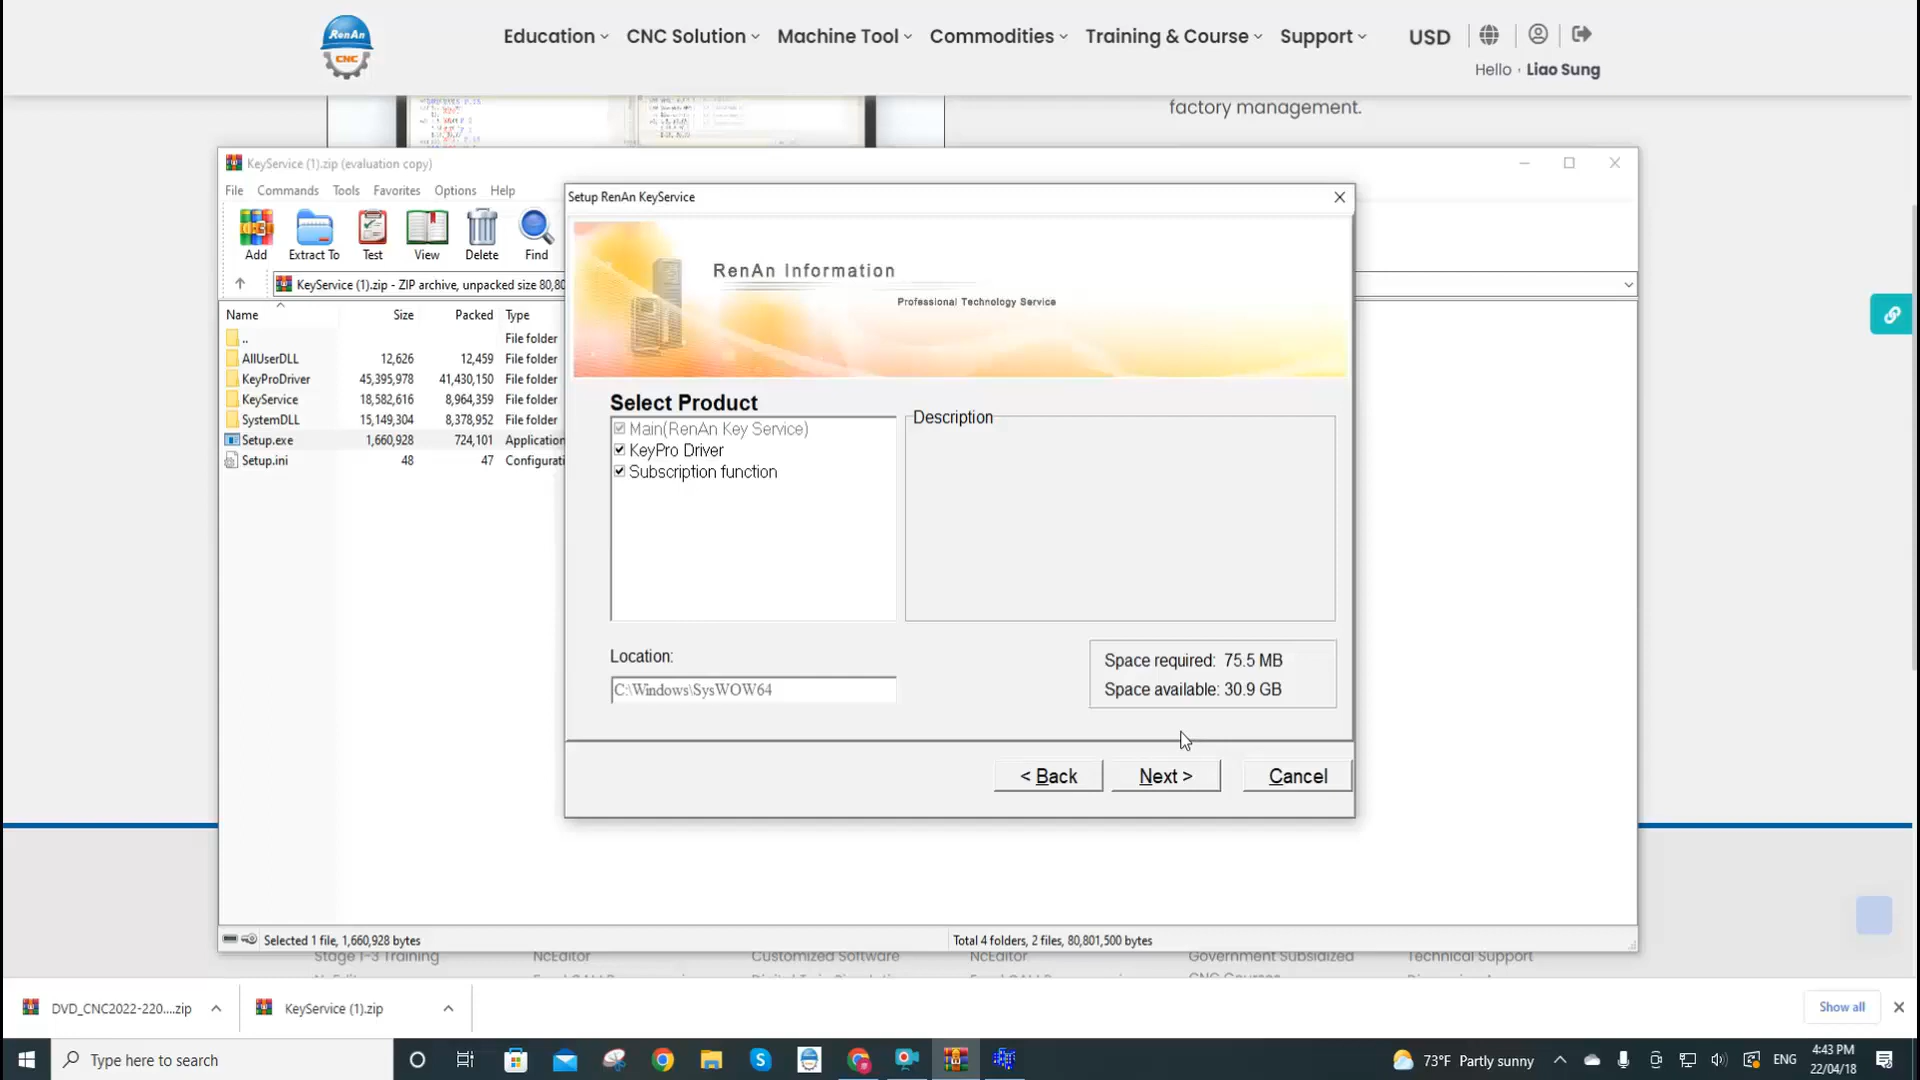 RenAn
CNC
Education
CNC Solution
Machine Tool
Commodities
Training & Course
Support
USD
Hello · Liao Sung
factory management.
KeyService (1).zip (evaluation copy)
File Commands Tools Favorites Options Help
Add
Extract To
Test
View
Delete
Find
KeyService (1).zip - ZIP archive, unpacked size 80,80
Name Size Packed Type
.. File folder
AllUserDLL 12,626 12,459 File folder
KeyProDriver 45,395,978 41,430,150 File folder
KeyService 18,582,616 8,964,359 File folder
SystemDLL 15,149,304 8,378,952 File folder
Setup.exe 1,660,928 724,101 Application
Setup.ini 48 47 Configurati
Setup RenAn KeyService
RenAn Information
Professional Technology Service
Select Product
Main(RenAn Key Service)
KeyPro Driver
Subscription function
Description
Location:
C:\Windows\SysWOW64
Space required: 75.5 MB
Space available: 30.9 GB
< Back
Next >
Cancel
Selected 1 file, 1,660,928 bytes
Total 4 folders, 2 files, 80,801,500 bytes
Stage 1-3 Training
NcEditor
Customized Software
NcEditor
Government Subsidized
Technical Support
DVD_CNC2022-220....zip
KeyService (1).zip
Show all
Type here to search
73°F Partly sunny
ENG
4:43 PM
22/04/18